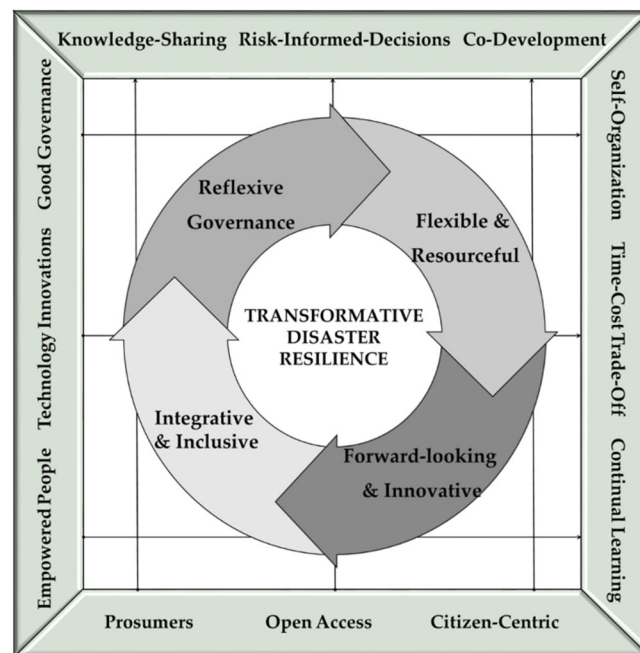 Knowledge-Sharing Risk-Informed-Decisions Co-Development
Good Governance
Technology Innovations
Empowered People
Self-Organization
Time-Cost Trade-Off
Continual Learning
Reflexive
Governance
Flexible &
Resourceful
TRANSFORMATIVE
DISASTER
RESILIENCE
Integrative
& Inclusive
Forward-looking
& Innovative
Prosumers Open Access Citizen-Centric